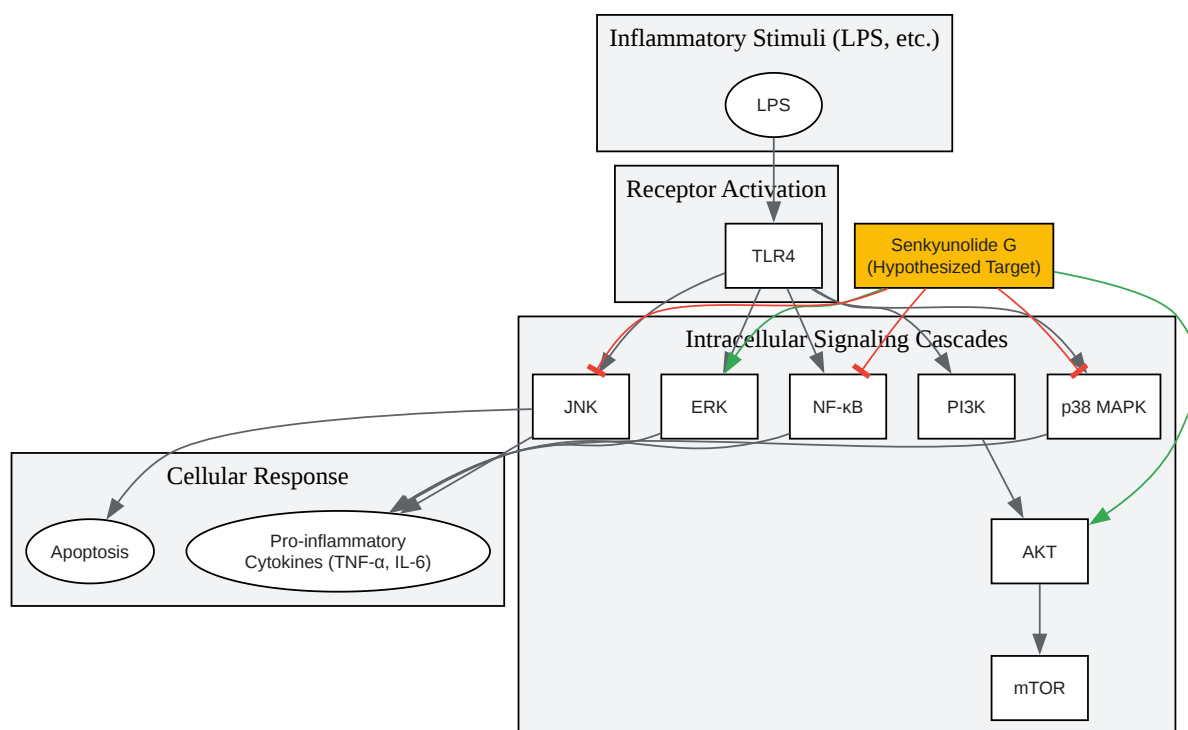 Inflammatory Stimuli (LPS, etc.)
LPS
Receptor Activation
TLR4
Senkyunolide G
(Hypothesized Target)
Intracellular Signaling Cascades
JNK
ERK
NF-κB
PI3K
p38 MAPK
Cellular Response
Apoptosis
Pro-inflammatory
Cytokines (TNF-α, IL-6)
AKT
mTOR